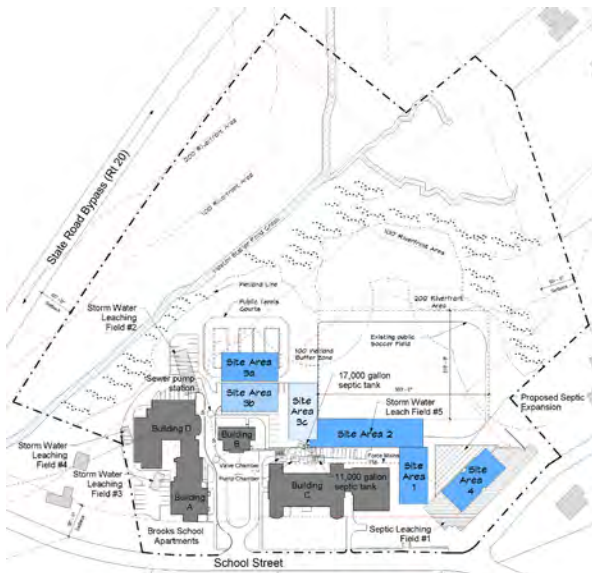 State Road Bypass (Rt 20)
200' Riverfront Area
100' Riverfront Area
100' Riverfront Area
200' Riverfront
Area
Wetland Line
Public Tennis
Courts
Storm Water
Leaching
Field #2
100' Wetland
Buffer Zone
Existing public
Soccer Field
17,000 gallon
septic tank
Sewer pump
station
Site Area
3a
Site Area
3b
Site
Area
3c
Storm Water
Leach Field #5
Proposed Septic
Expansion
Site Area 2
Building D
Building
B
Storm Water
Leaching
Field #4
Storm Water
Leaching
Field #3
Valve Chamber
Pump Chamber
Building
C
11,000 gallon
septic tank
Site
Area
1
Site
Area
4
Building
A
Brooks School
Apartments
Septic Leaching
Field #1
School Street